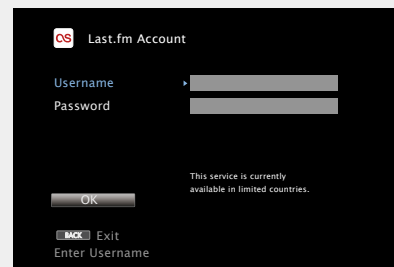 Last.fm Account
Username
Password
This service is currently
available in limited countries.
OK
BACK Exit
Enter Username